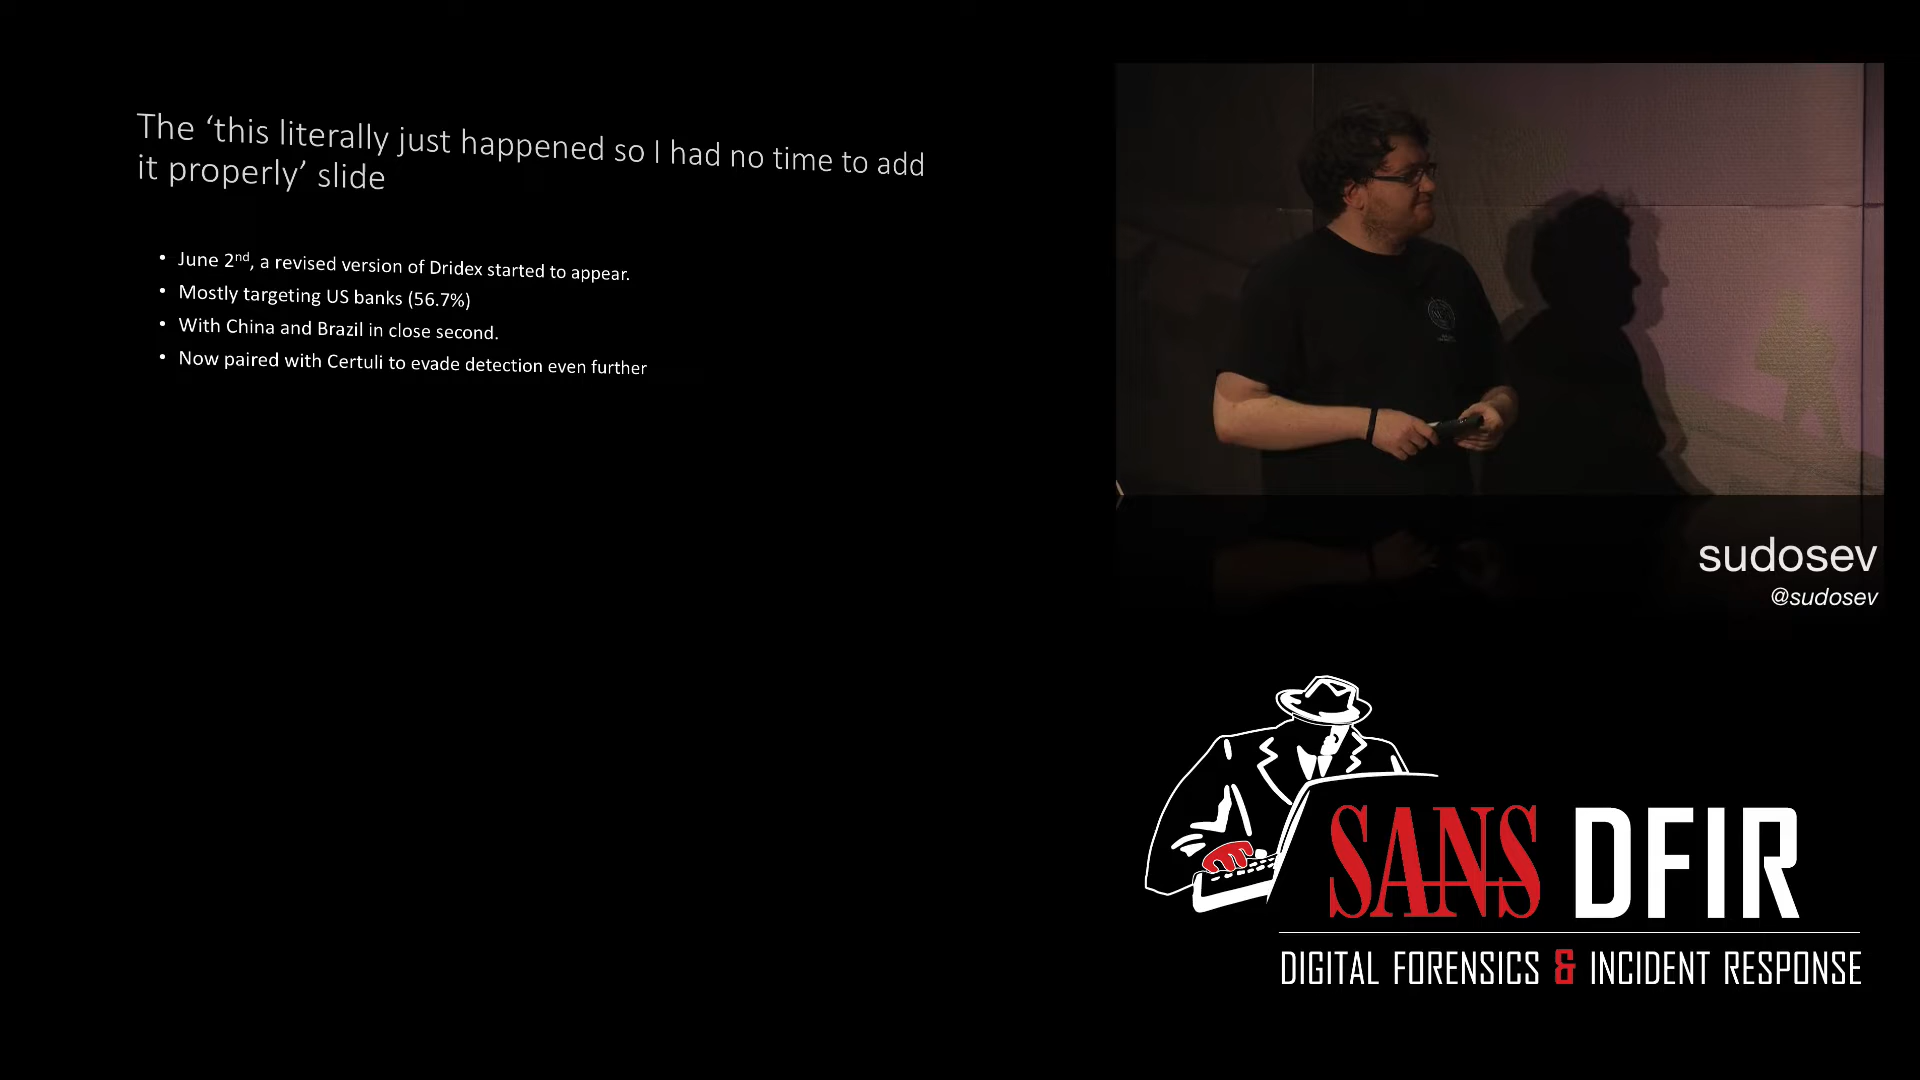 The ‘this literally just happened so I had no time to add
it properly’ slide
• June 2nd, a revised version of Dridex started to appear.
• Mostly targeting US banks (56.7%)
• With China and Brazil in close second.
• Now paired with Certuli to evade detection even further
sudosev
@sudosev
SANS DFIR
DIGITAL FORENSICS & INCIDENT RESPONSE